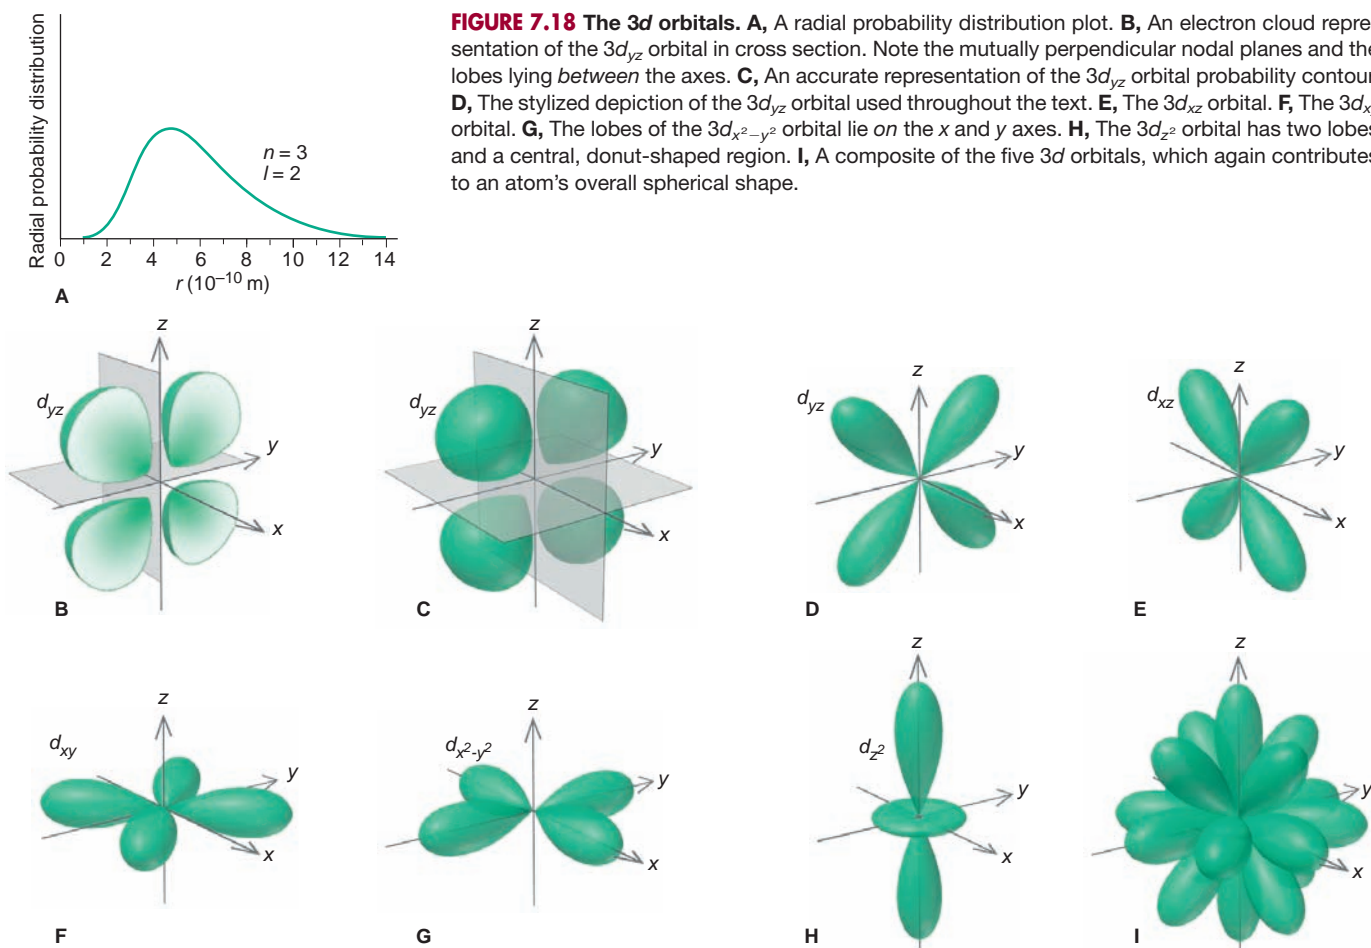 Radial probability distribution
n = 3
l = 2
0 2 4 6 8 10 12 14
r (10–10 m)
A
FIGURE 7.18 The 3d orbitals. A, A radial probability distribution plot. B, An electron cloud repre-
sentation of the 3dyz orbital in cross section. Note the mutually perpendicular nodal planes and the
lobes lying between the axes. C, An accurate representation of the 3dyz orbital probability contour
D, The stylized depiction of the 3dyz orbital used throughout the text. E, The 3dxz orbital. F, The 3dx
orbital. G, The lobes of the 3dx2−y2 orbital lie on the x and y axes. H, The 3dz2 orbital has two lobes
and a central, donut-shaped region. I, A composite of the five 3d orbitals, which again contributes
to an atom's overall spherical shape.
z
dyz
y
x
B
z
dyz
y
x
C
z
dyz
y
x
D
z
dxz
y
x
E
z
dxy
y
x
F
z
dx2-y2
y
x
G
z
dz2
y
x
H
z
y
x
I